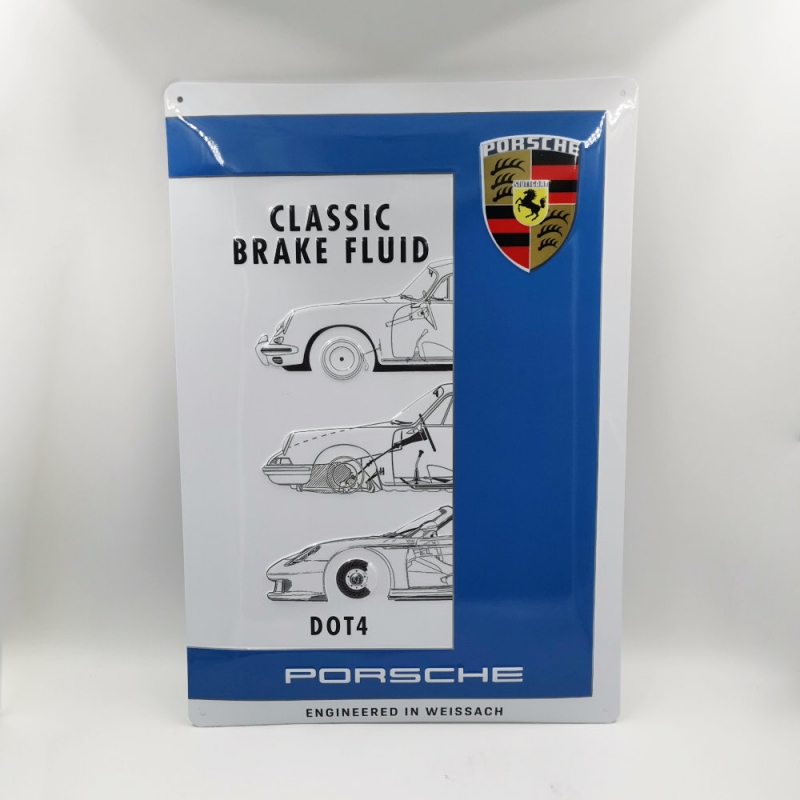 PORSCHE
STUTTGART
CLASSIC
BRAKE FLUID
DOT4
PORSCHE
ENGINEERED IN WEISSACH